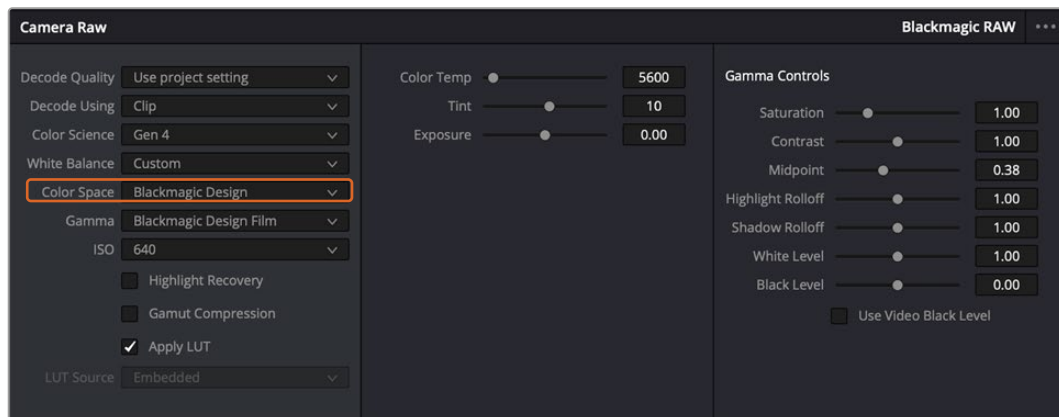 Camera Raw
Blackmagic RAW
Decode Quality Use project setting
Decode Using Clip
Color Science Gen 4
White Balance Custom
Color Space Blackmagic Design
Gamma Blackmagic Design Film
ISO 640
Highlight Recovery
Gamut Compression
Apply LUT
LUT Source Embedded
Color Temp 5600
Tint 10
Exposure 0.00
Gamma Controls
Saturation 1.00
Contrast 1.00
Midpoint 0.38
Highlight Rolloff 1.00
Shadow Rolloff 1.00
White Level 1.00
Black Level 0.00
Use Video Black Level